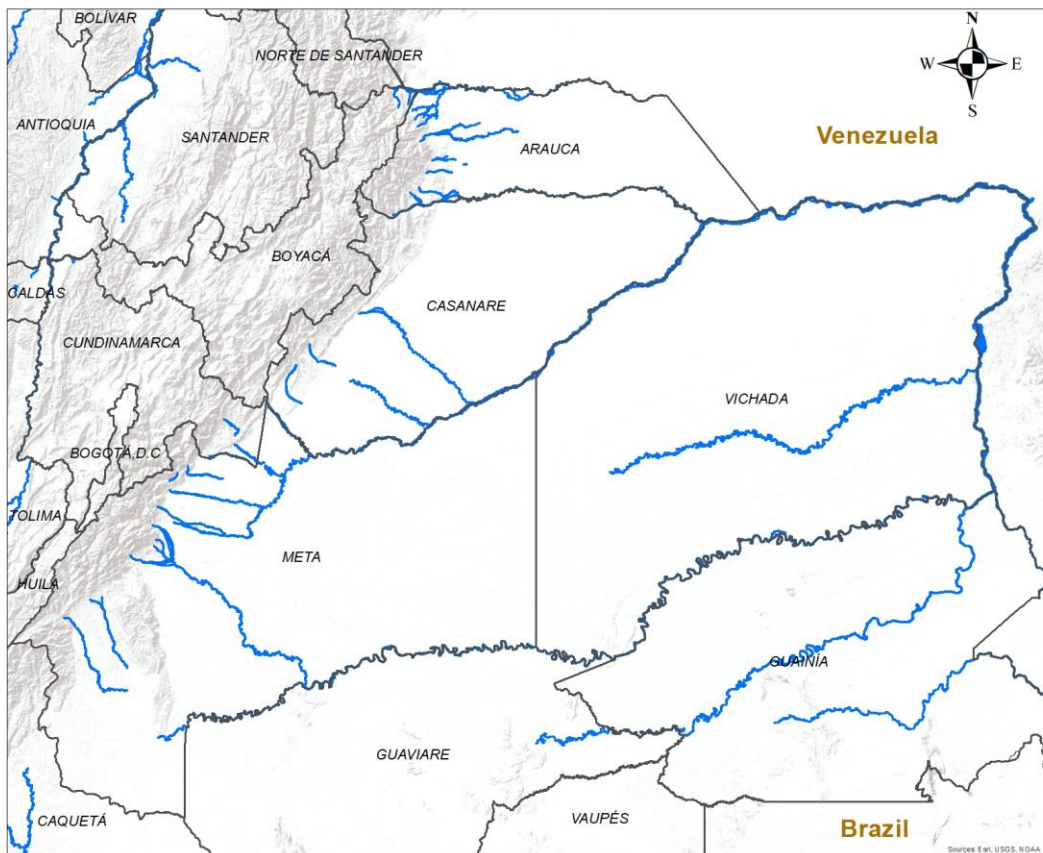 BOLÍVAR
N
NORTE DE SANTANDER
W
E
S
ANTIOQUIA
SANTANDER
ARAUCA
Venezuela
BOYACÁ
CALDAS
CASANARE
CUNDINAMARCA
VICHADA
BOGOTÁ,D.C
TOLIMA
META
HUILA
GUAINÍA
GUAVIARE
CAQUETÁ
VAUPÉS
Brazil
Sources: Esri, USGS, NOAA